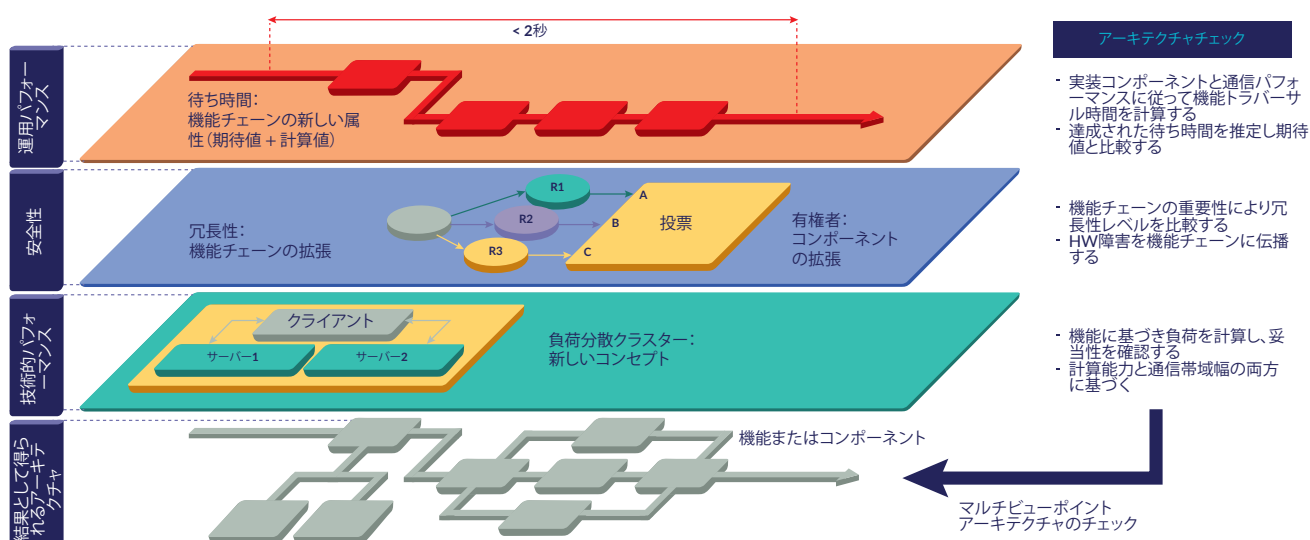 < 2秒
運用パフォー
マンス
待ち時間：
機能チェーンの新しい属
性（期待値 + 計算値）
アーキテクチャチェック
- 実装コンポーネントと通信パフォ
ーマンスに従って機能トラバーサ
ル時間を計算する
- 達成された待ち時間を推定し期待
値と比較する
安全性
冗長性：
機能チェーンの拡張
R1
R2
R3
A
B
C
投票
有権者：
コンポーネント
の拡張
- 機能チェーンの重要性により冗
長性レベルを比較する
- HW障害を機能チェーンに伝播
する
技術的パフォ
ーマンス
クライアント
サーバー1
サーバー2
負荷分散クラスター：
新しいコンセプト
- 機能に基づき負荷を計算し、妥
当性を確認する
- 計算能力と通信帯域幅の両方
に基づく
結果として得ら
れるアーキテ
クチャ
機能またはコンポーネント
マルチビューポイント
アーキテクチャのチェック